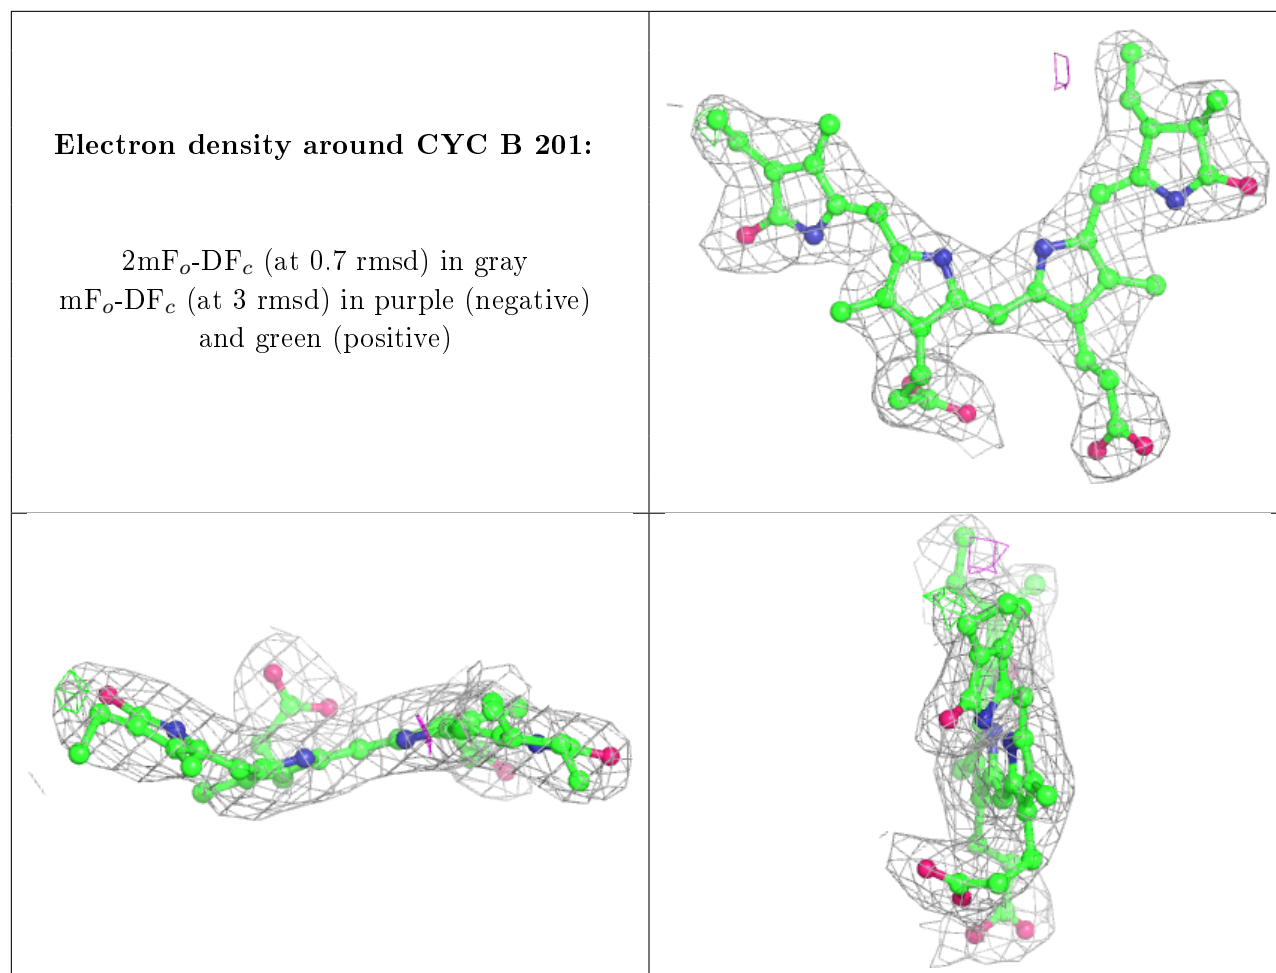 Electron density around CYC B 201:
2mFₒ-DF𝑐 (at 0.7 rmsd) in gray
mFₒ-DF𝑐 (at 3 rmsd) in purple (negative)
and green (positive)